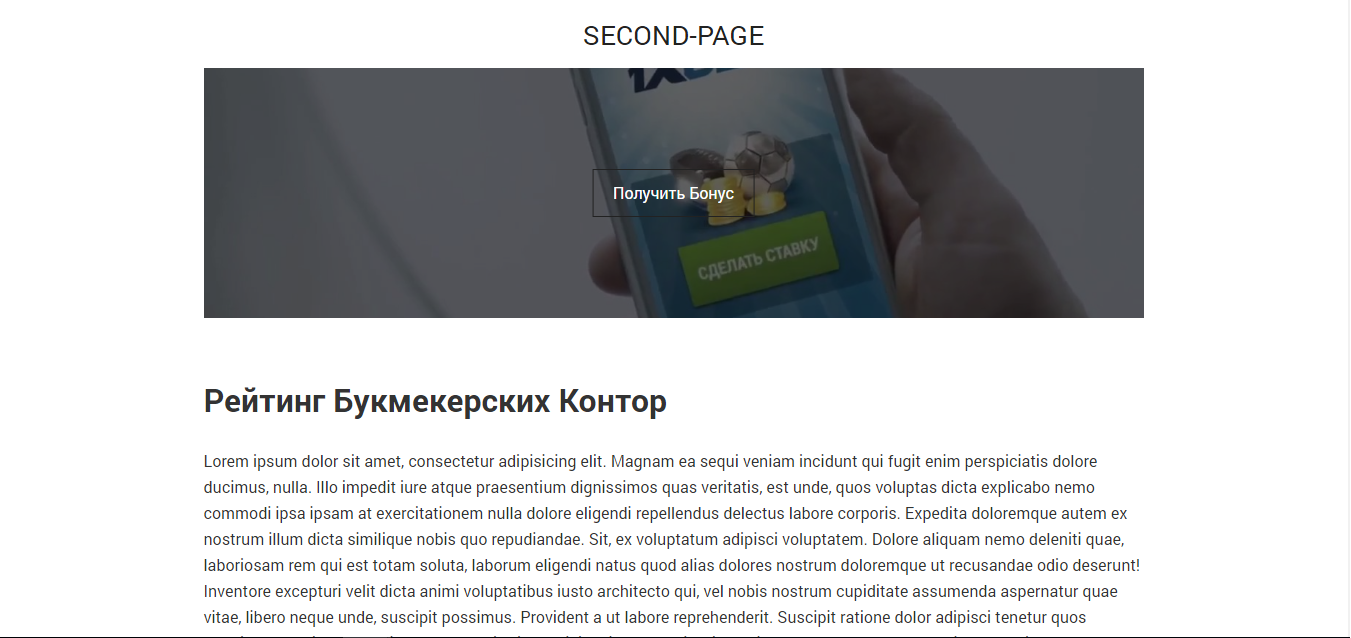 SECOND-PAGE
Получить Бонус
СДЕЛАТЬ СТАВКУ
Рейтинг Букмекерских Контор
Lorem ipsum dolor sit amet, consectetur adipisicing elit. Magnam ea sequi veniam incidunt qui fugit enim perspiciatis dolore
ducimus, nulla. Illo impedit iure atque praesentium dignissimos quas veritatis, est unde, quos voluptas dicta explicabo nemo
commodi ipsa ipsam at exercitationem nulla dolore eligendi repellendus delectus labore corporis. Expedita doloremque autem ex
nostrum illum dicta similique nobis quo repudiandae. Sit, ex voluptatum adipisci voluptatem. Dolore aliquam nemo deleniti quae,
laboriosam rem qui est totam soluta, laborum eligendi natus quod alias dolores nostrum doloremque ut recusandae odio deserunt!
Inventore excepturi velit dicta animi voluptatibus iusto architecto qui, vel nobis nostrum cupiditate assumenda aspernatur quae
vitae, libero neque unde, suscipit possimus. Provident a ut labore reprehenderit. Suscipit ratione dolor adipisci tenetur quos